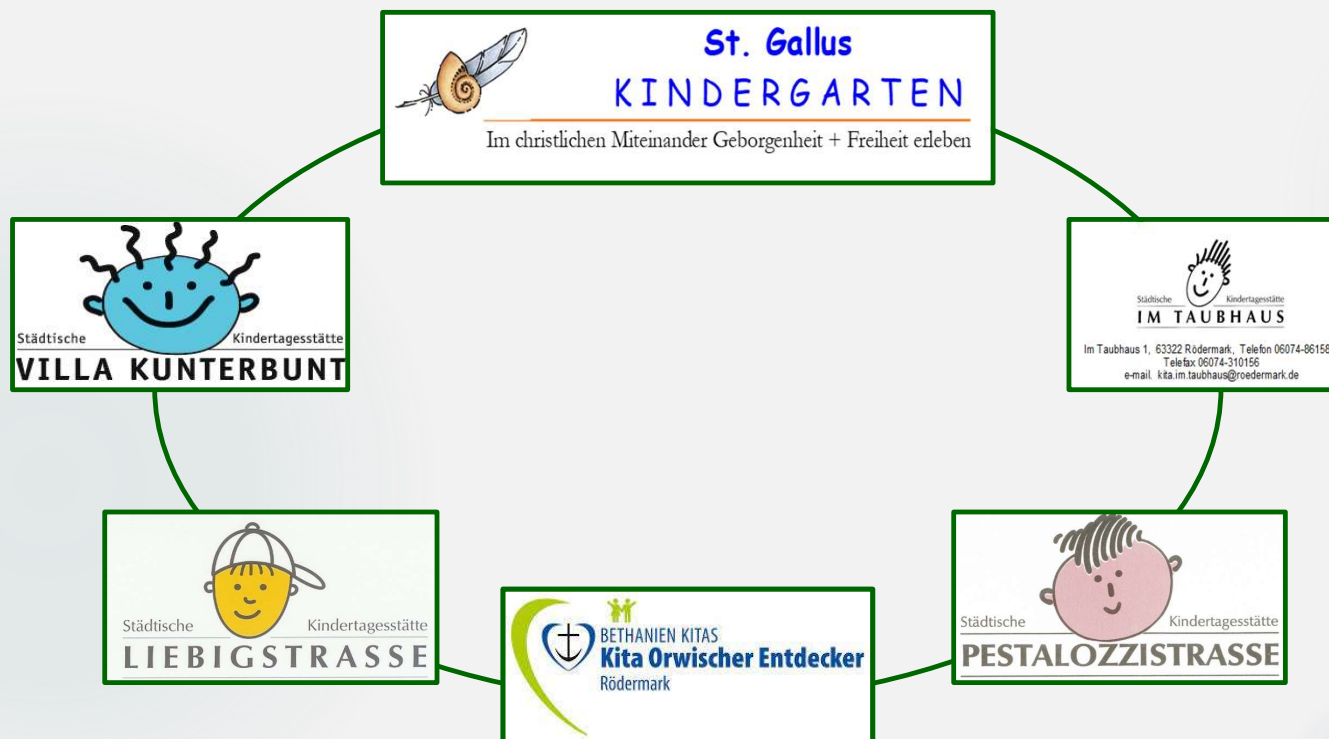 St. Gallus
KINDERGARTEN
Im christlichen Miteinander Geborgenheit + Freiheit erleben
Städtische Kindertagesstätte
VILLA KUNTERBUNT
Städtische Kindertagesstätte
IM TAUBHAUS
Im Taubhaus 1, 63322 Rödermark, Telefon 06074-86158
Telefax 06074-310156
e-mail. kita.im.taubhaus@roedermark.de
Städtische Kindertagesstätte
LIEBIGSTRASSE
BETHANIEN KITAS
Kita Orwischer Entdecker
Rödermark
Städtische Kindertagesstätte
PESTALOZZISTRASSE